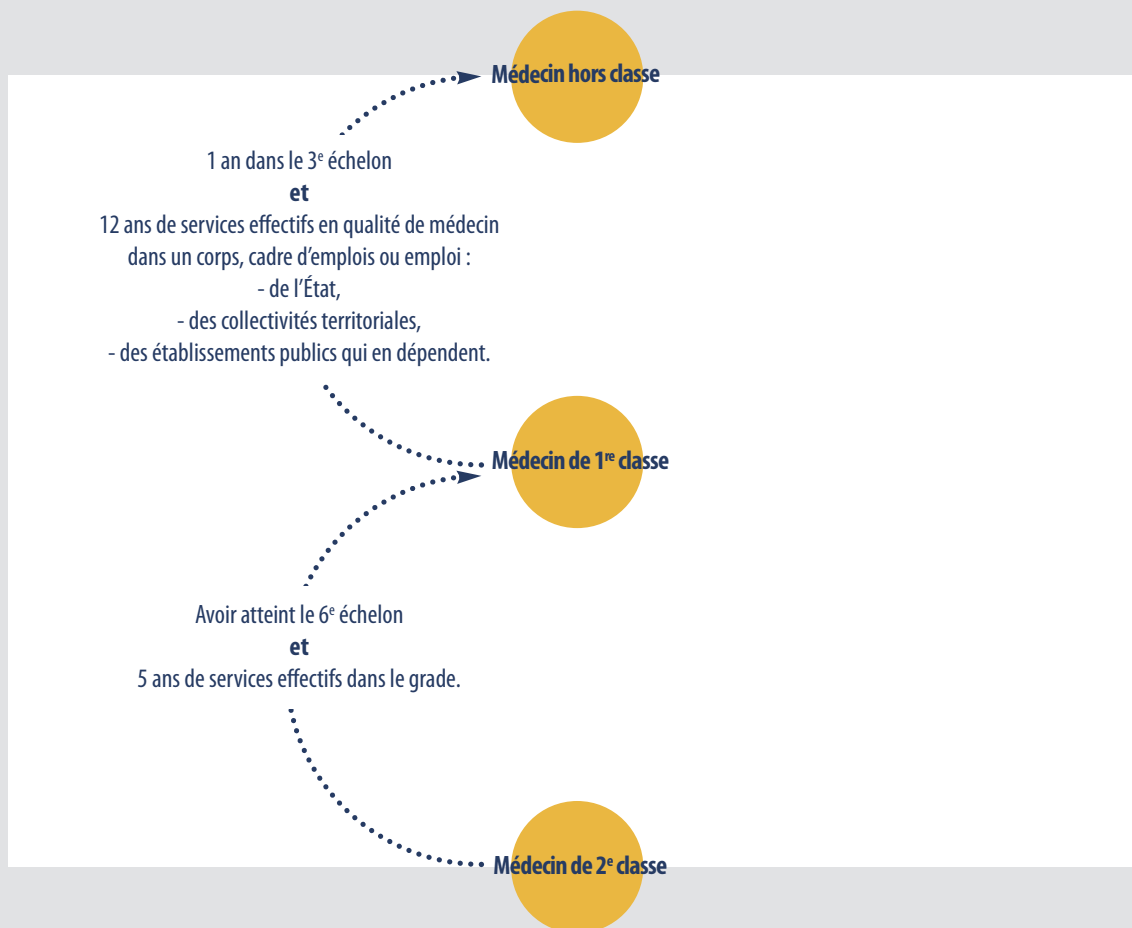 Médecin hors classe
1 an dans le 3e échelon
et
12 ans de services effectifs en qualité de médecin
dans un corps, cadre d’emplois ou emploi :
- de l’État,
- des collectivités territoriales,
- des établissements publics qui en dépendent.
Médecin de 1re classe
Avoir atteint le 6e échelon
et
5 ans de services effectifs dans le grade.
Médecin de 2e classe